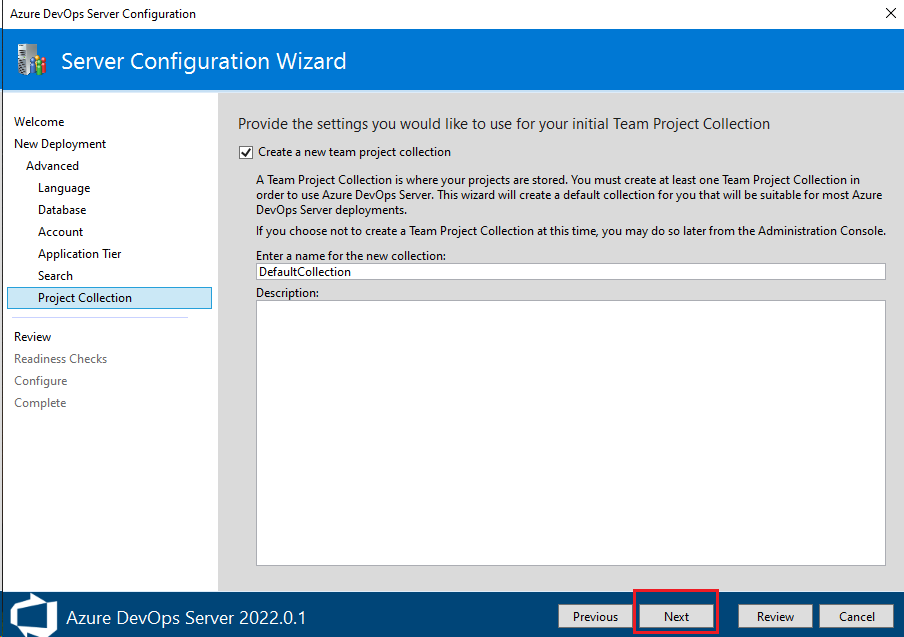 Azure DevOps Server Configuration
Server Configuration Wizard
Welcome
New Deployment
Advanced
Language
Database
Account
Application Tier
Search
Project Collection
Review
Readiness Checks
Configure
Complete
Provide the settings you would like to use for your initial Team Project Collection
Create a new team project collection
A Team Project Collection is where your projects are stored. You must create at least one Team Project Collection in
order to use Azure DevOps Server. This wizard will create a default collection for you that will be suitable for most Azure
DevOps Server deployments.
If you choose not to create a Team Project Collection at this time, you may do so later from the Administration Console.
Enter a name for the new collection:
DefaultCollection
Description:
Azure DevOps Server 2022.0.1
Previous
Next
Review
Cancel